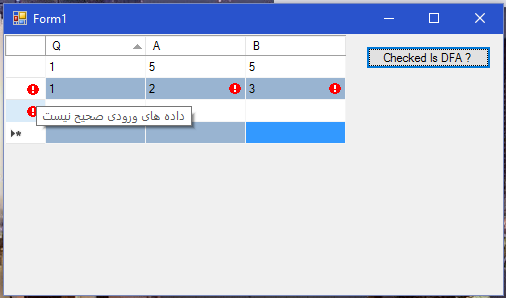 Form1
Q A B
Checked Is DFA ?
1 5 5
1 2 3
داده های ورودی صحیح نیست